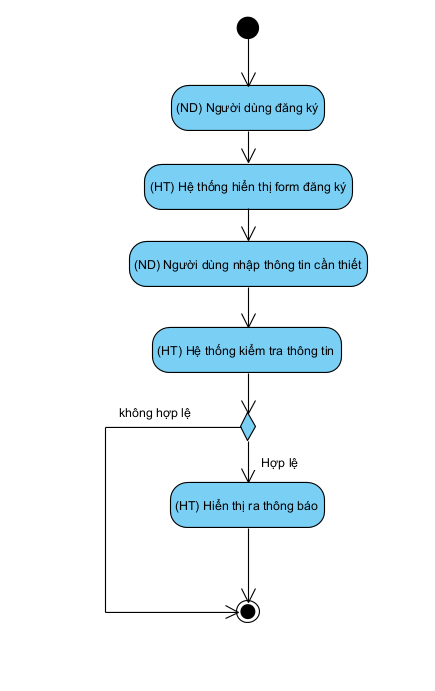 (ND) Người dùng đăng ký
(HT) Hệ thống hiển thị form đăng ký
(ND) Người dùng nhập thông tin cần thiết
(HT) Hệ thống kiểm tra thông tin
không hợp lệ
Hợp lệ
(HT) Hiển thị ra thông báo